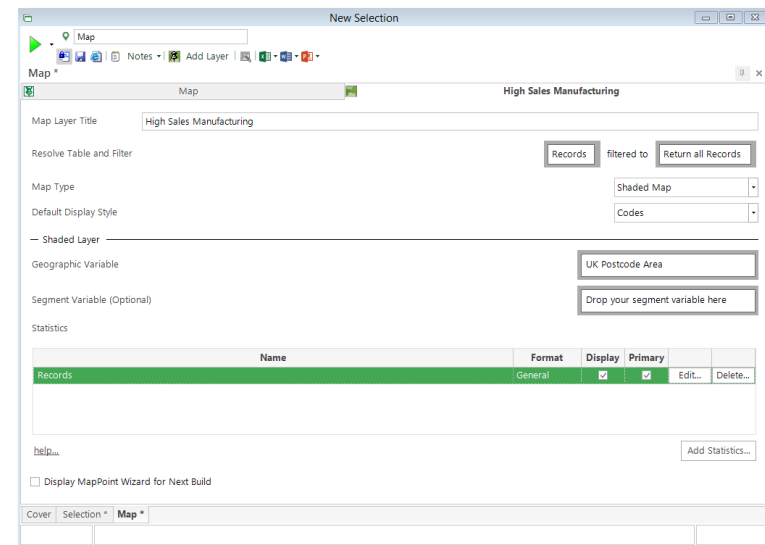 New Selection
Map
Notes Add Layer
Map *
Map High Sales Manufacturing
Map Layer Title High Sales Manufacturing
Resolve Table and Filter Records filtered to Return all Records
Map Type Shaded Map
Default Display Style Codes
Shaded Layer
Geographic Variable UK Postcode Area
Segment Variable (Optional) Drop your segment variable here
Statistics
Name Format Display Primary
Records General Edit... Delete...
help... Add Statistics...
Display MapPoint Wizard for Next Build
Cover Selection * Map *